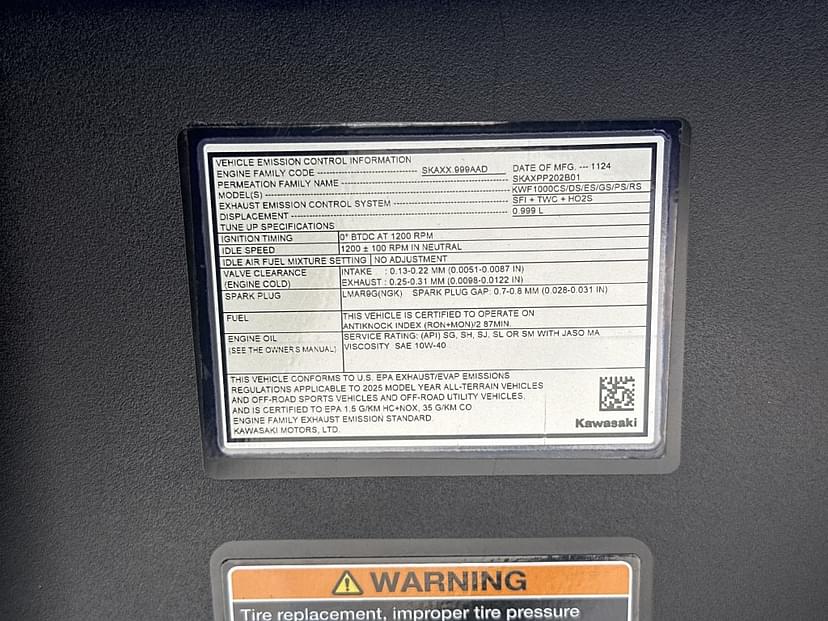 VEHICLE EMISSION CONTROL INFORMATION
ENGINE FAMILY CODE --- SKAXX.999AAD DATE OF MFG. --- 1124
PERMEATION FAMILY NAME --- SKAXPP202B01
MODEL(S) --- KWF1000CS/DS/ES/GS/PS/RS
EXHAUST EMISSION CONTROL SYSTEM --- SFI + TWC + HO2S
DISPLACEMENT --- 0.999 L
TUNE UP SPECIFICATIONS
IGNITION TIMING 0° BTDC AT 1200 RPM
IDLE SPEED 1200 ± 100 RPM IN NEUTRAL
IDLE AIR FUEL MIXTURE SETTING NO ADJUSTMENT
VALVE CLEARANCE INTAKE : 0.13-0.22 MM (0.0051-0.0087 IN)
(ENGINE COLD) EXHAUST : 0.25-0.31 MM (0.0098-0.0122 IN)
SPARK PLUG LMAR9G(NGK) SPARK PLUG GAP: 0.7-0.8 MM (0.028-0.031 IN)
FUEL THIS VEHICLE IS CERTIFIED TO OPERATE ON
ANTIKNOCK INDEX (RON+MON)/2 87MIN.
ENGINE OIL SERVICE RATING: (API) SG, SH, SJ, SL OR SM WITH JASO MA
(SEE THE OWNER'S MANUAL) VISCOSITY SAE 10W-40
THIS VEHICLE CONFORMS TO U.S. EPA EXHAUST/EVAP EMISSIONS
REGULATIONS APPLICABLE TO 2025 MODEL YEAR ALL-TERRAIN VEHICLES
AND OFF-ROAD SPORTS VEHICLES AND OFF-ROAD UTILITY VEHICLES.
AND IS CERTIFIED TO EPA 1.5 G/KM HC+NOX, 35 G/KM CO
ENGINE FAMILY EXHAUST EMISSION STANDARD.
KAWASAKI MOTORS, LTD.
Kawasaki
WARNING
Tire replacement, improper tire pressure